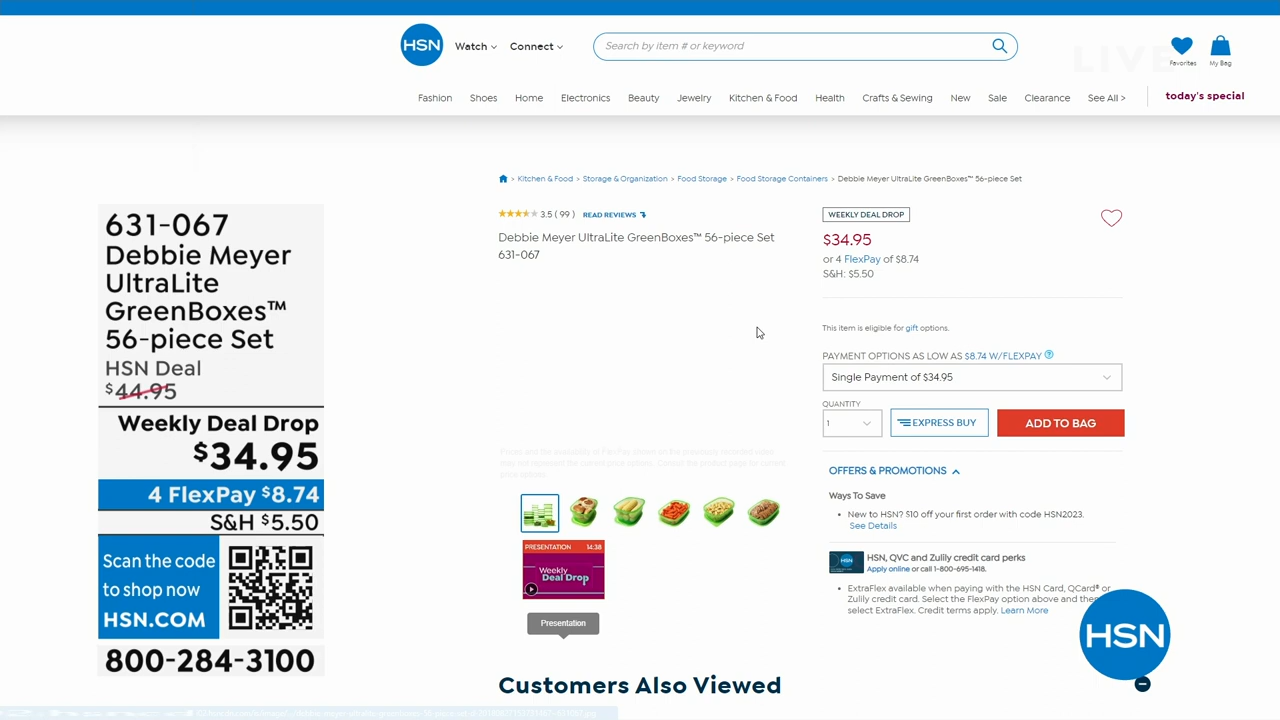 HSN
Watch
Connect
Search by item # or keyword
LIVE
Favorites
My Bag
Fashion
Shoes
Home
Electronics
Beauty
Jewelry
Kitchen & Food
Health
Crafts & Sewing
New
Sale
Clearance
See All >
today's special
Kitchen & Food > Storage & Organization > Food Storage > Food Storage Containers > Debbie Meyer UltraLite GreenBoxes™ 56-piece Set
631-067
Debbie Meyer
UltraLite
GreenBoxes™
56-piece Set
HSN Deal
$44.95
Weekly Deal Drop
$34.95
4 FlexPay $8.74
S&H $5.50
Scan the code
to shop now
HSN.COM
800-284-3100
3.5 ( 99 )
READ REVIEWS
Debbie Meyer UltraLite GreenBoxes™ 56-piece Set
631-067
PRESENTATION 14:38
Weekly
Deal Drop
Presentation
WEEKLY DEAL DROP
$34.95
or 4 FlexPay of $8.74
S&H: $5.50
This item is eligible for gift options.
PAYMENT OPTIONS AS LOW AS $8.74 W/FLEXPAY ?
Single Payment of $34.95
QUANTITY
1
EXPRESS BUY
ADD TO BAG
OFFERS & PROMOTIONS
Ways To Save
• New to HSN? $10 off your first order with code HSN2023.
See Details
HSN, QVC and Zulily credit card perks
Apply online or call 1-800-695-1418.
• ExtraFlex available when paying with the HSN Card, QCard® or
Zulily credit card. Select the FlexPay option above and then
select ExtraFlex. Credit terms apply. Learn More
HSN
Customers Also Viewed